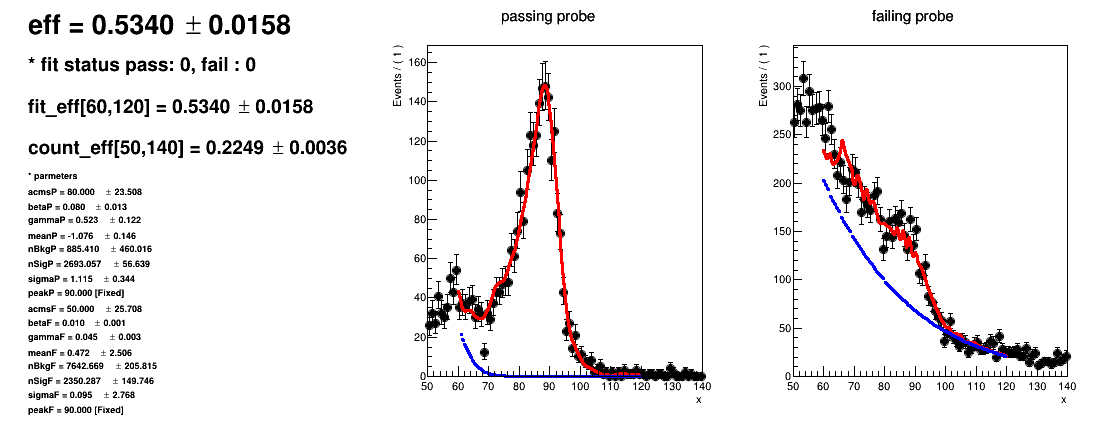 eff = 0.5340 ± 0.0158
* fit status pass: 0, fail : 0
fit_eff[60,120] = 0.5340 ± 0.0158
count_eff[50,140] = 0.2249 ± 0.0036
* parmeters
acmsP = 80.000 ± 23.508
betaP = 0.080 ± 0.013
gammaP = 0.523 ± 0.122
meanP = -1.076 ± 0.146
nBkgP = 885.410 ± 460.016
nSigP = 2693.057 ± 56.639
sigmaP = 1.115 ± 0.344
peakP = 90.000 [Fixed]
acmsF = 50.000 ± 25.708
betaF = 0.010 ± 0.001
gammaF = 0.045 ± 0.003
meanF = 0.472 ± 2.506
nBkgF = 7642.669 ± 205.815
nSigF = 2350.287 ± 149.746
sigmaF = 0.095 ± 2.768
peakF = 90.000 [Fixed]
passing probe
Events / ( 1 )
160
140
120
100
80
60
40
20
0
50 60 70 80 90 100 110 120 130 140
x
failing probe
Events / ( 1 )
300
250
200
150
100
50
0
50 60 70 80 90 100 110 120 130 140
x